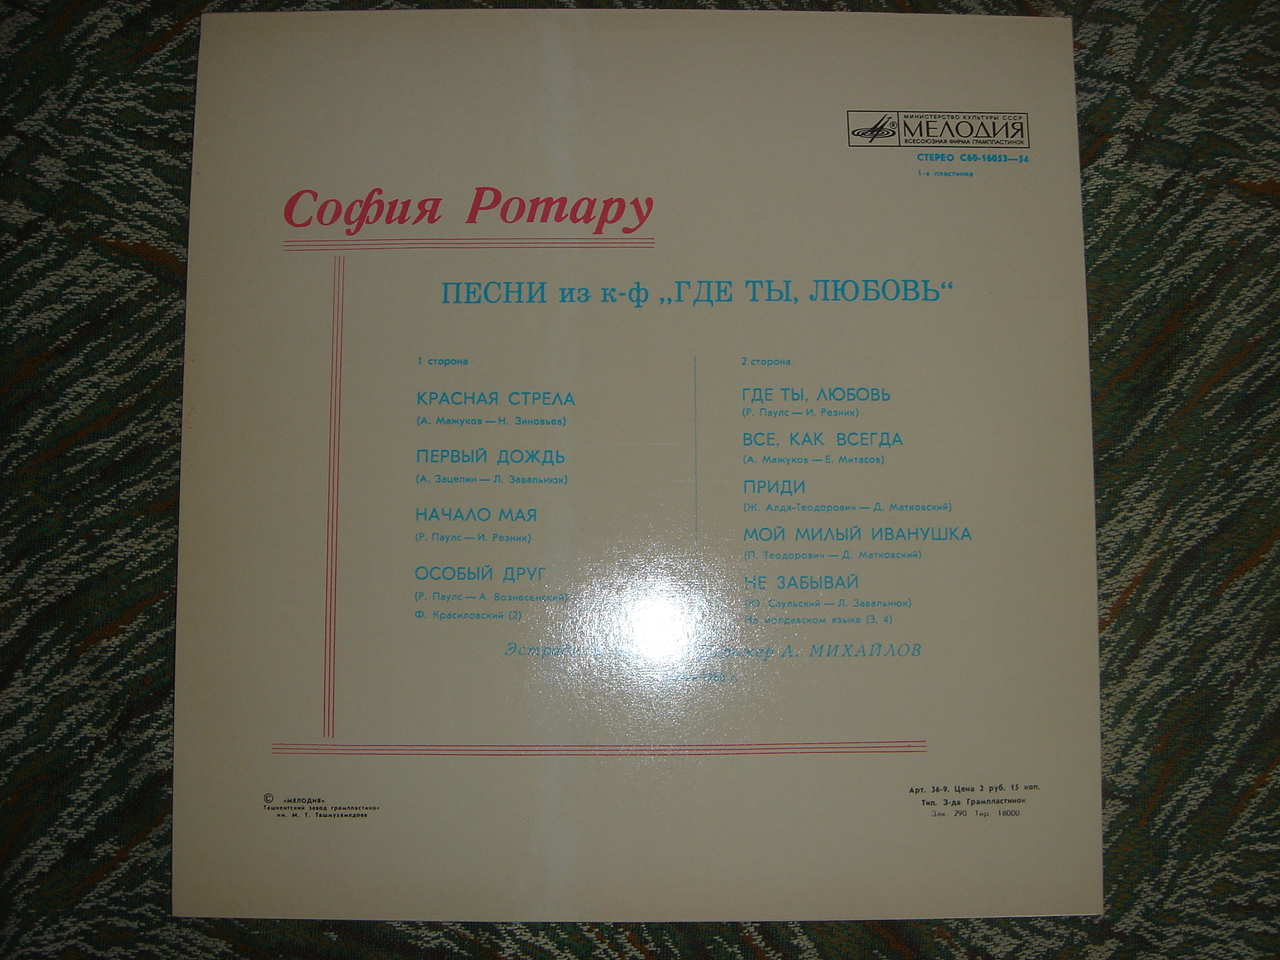 МИНИСТЕРСТВО КУЛЬТУРЫ СССР
МЕЛОДИЯ
ВСЕСОЮЗНАЯ ФИРМА ГРАМПЛАСТИНОК
СТЕРЕО С60-16053—54
1-я пластинка
София Ротару
ПЕСНИ из к-ф „ГДЕ ТЫ, ЛЮБОВЬ“
1 сторона
КРАСНАЯ СТРЕЛА
(А. Мажуков — Н. Зиновьев)
ПЕРВЫЙ ДОЖДЬ
(А. Зацепин — Л. Завальнюк)
НАЧАЛО МАЯ
(Р. Паулс — И. Резник)
ОСОБЫЙ ДРУГ
(Р. Паулс — А. Вознесенский)
Ф. Красиловский (2)
2 сторона
ГДЕ ТЫ, ЛЮБОВЬ
(Р. Паулс — И. Резник)
ВСЕ, КАК ВСЕГДА
(А. Мажуков — Е. Митасов)
ПРИДИ
(Ж. Алдя-Теодорович — Д. Матковский)
МОЙ МИЛЫЙ ИВАНУШКА
(П. Теодорович — Д. Матковский)
НЕ ЗАБЫВАЙ
(Ю. Саульский — Л. Завальнюк)
На молдавском языке (3, 4)
А. МИХАЙЛОВ
© «МЕЛОДИЯ»
Ташкентский завод грампластинок
им. М. Т. Ташмухамедова
Арт. 36-9. Цена 2 руб. 15 коп.
Тип. З-да Грампластинок
Зак. 290 Тир. 18000